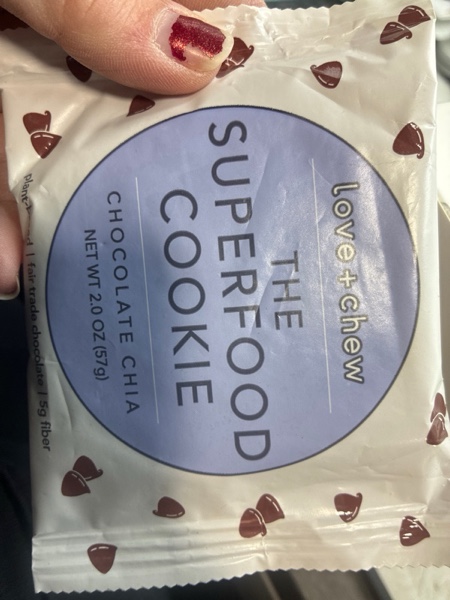 love+chew
THE
SUPERFOOD
COOKIE
CHOCOLATE CHIA
NET WT 2.0 OZ (57g)
| fair trade chocolate | 5g fiber